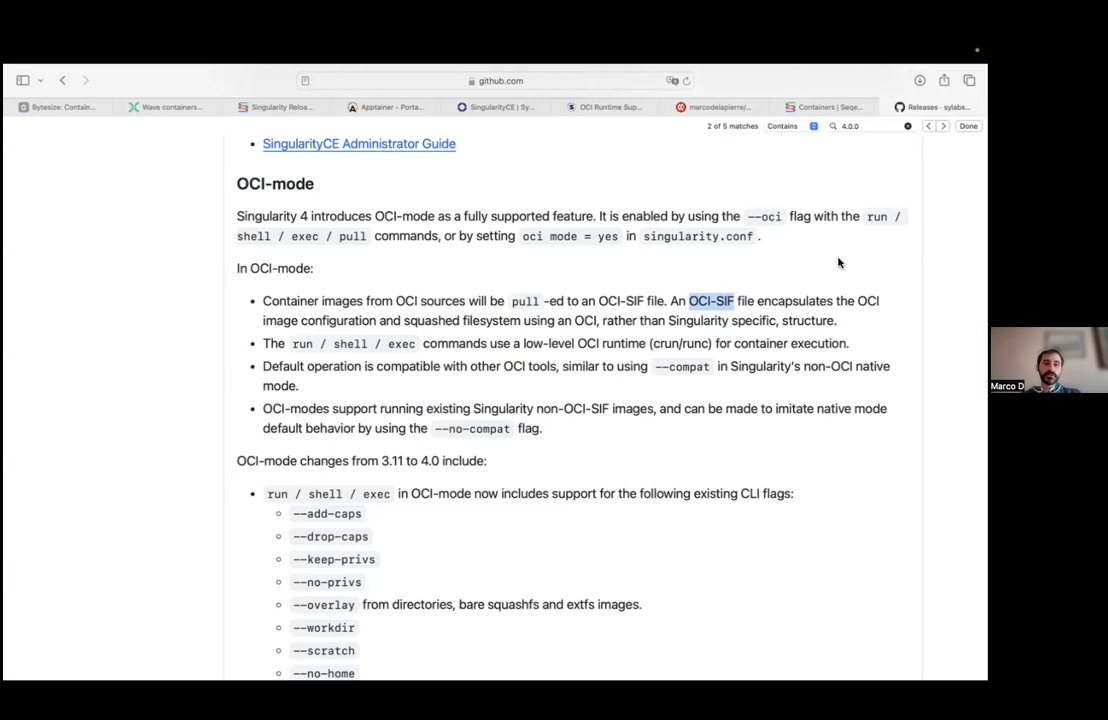 github.com
Bytesize: Contain...
Wave containers...
Singularity Reloa...
Apptainer - Porta...
SingularityCE | Sy...
OCI Runtime Sup...
marcodelapierre/...
Containers | Seqe...
Releases · sylabs...
2 of 5 matches
Contains
4.0.0
Done
• SingularityCE Administrator Guide
OCI-mode
Singularity 4 introduces OCI-mode as a fully supported feature. It is enabled by using the --oci flag with the run /
shell / exec / pull commands, or by setting oci mode = yes in singularity.conf .
In OCI-mode:
• Container images from OCI sources will be pull -ed to an OCI-SIF file. An OCI-SIF file encapsulates the OCI
image configuration and squashed filesystem using an OCI, rather than Singularity specific, structure.
• The run / shell / exec commands use a low-level OCI runtime (crun/runc) for container execution.
• Default operation is compatible with other OCI tools, similar to using --compat in Singularity's non-OCI native
mode.
• OCI-modes support running existing Singularity non-OCI-SIF images, and can be made to imitate native mode
default behavior by using the --no-compat flag.
OCI-mode changes from 3.11 to 4.0 include:
• run / shell / exec in OCI-mode now includes support for the following existing CLI flags:
◦ --add-caps
◦ --drop-caps
◦ --keep-privs
◦ --no-privs
◦ --overlay from directories, bare squashfs and extfs images.
◦ --workdir
◦ --scratch
◦ --no-home
Marco D